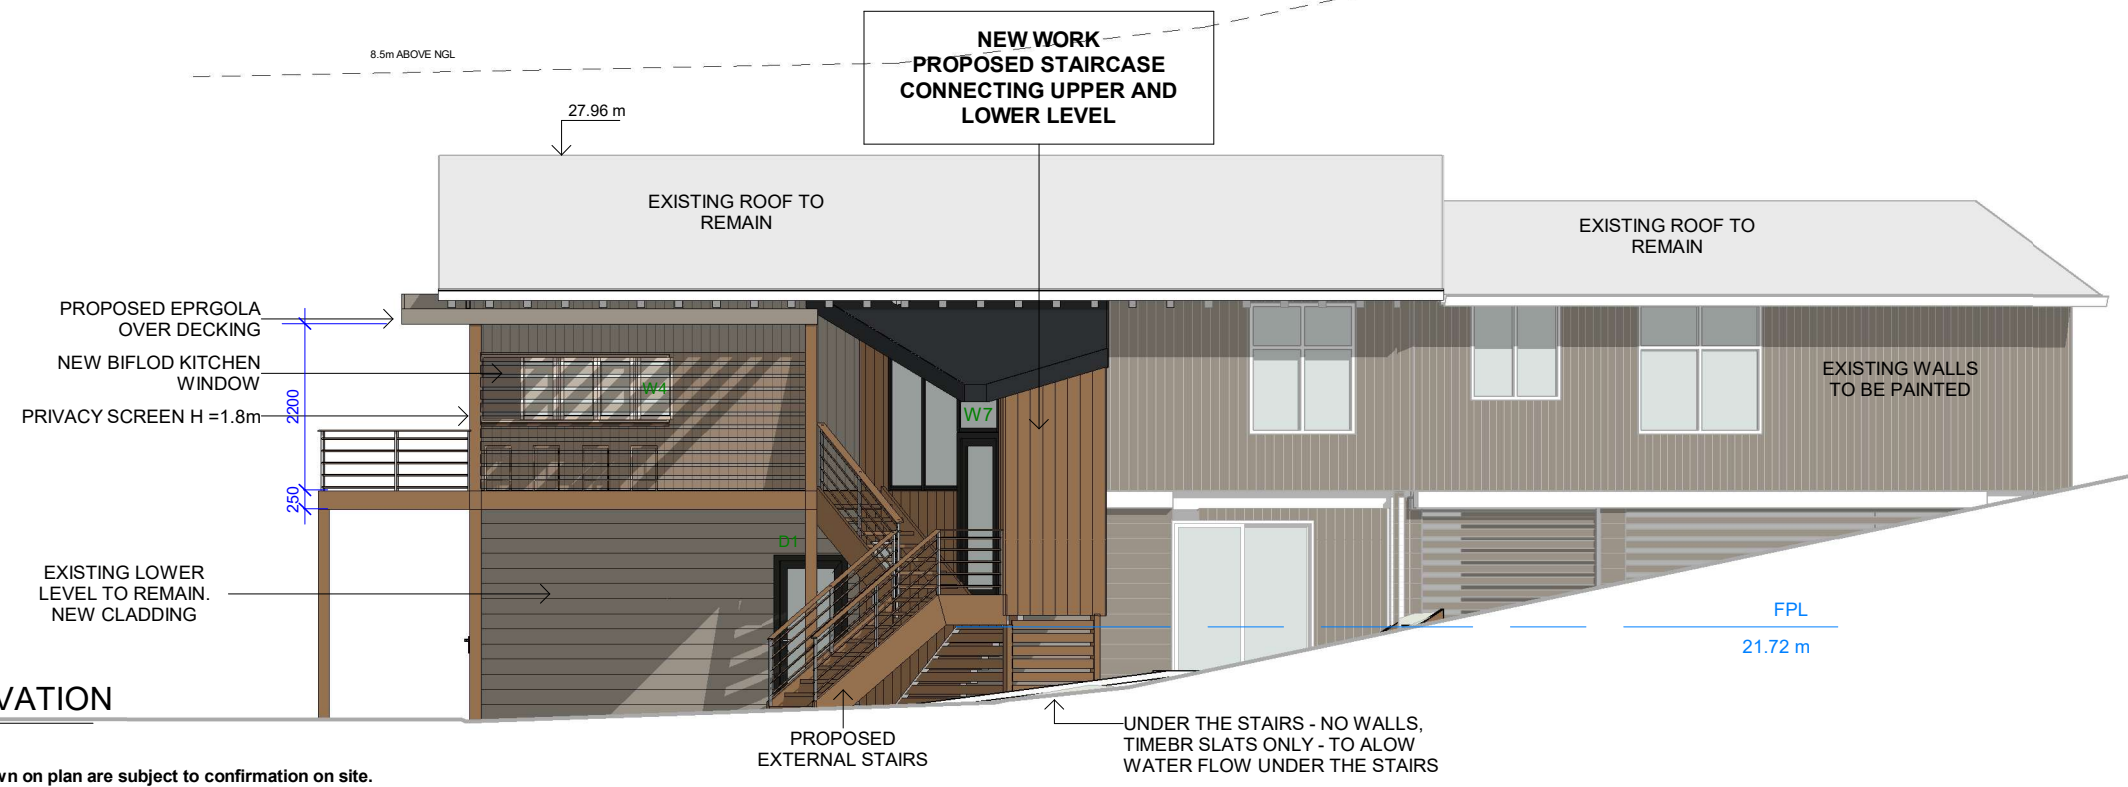 8.5m ABOVE NGL
NEW WORK
PROPOSED STAIRCASE
CONNECTING UPPER AND
LOWER LEVEL
27.96 m
EXISTING ROOF TO
REMAIN
EXISTING ROOF TO
REMAIN
PROPOSED EPRGOLA
OVER DECKING
NEW BIFLOD KITCHEN
WINDOW
PRIVACY SCREEN H =1.8m
2200
250
W4
W7
EXISTING WALLS
TO BE PAINTED
D1
EXISTING LOWER
LEVEL TO REMAIN.
NEW CLADDING
FPL
21.72 m
VATION
PROPOSED
EXTERNAL STAIRS
UNDER THE STAIRS - NO WALLS,
TIMEBR SLATS ONLY - TO ALOW
WATER FLOW UNDER THE STAIRS
wn on plan are subject to confirmation on site.